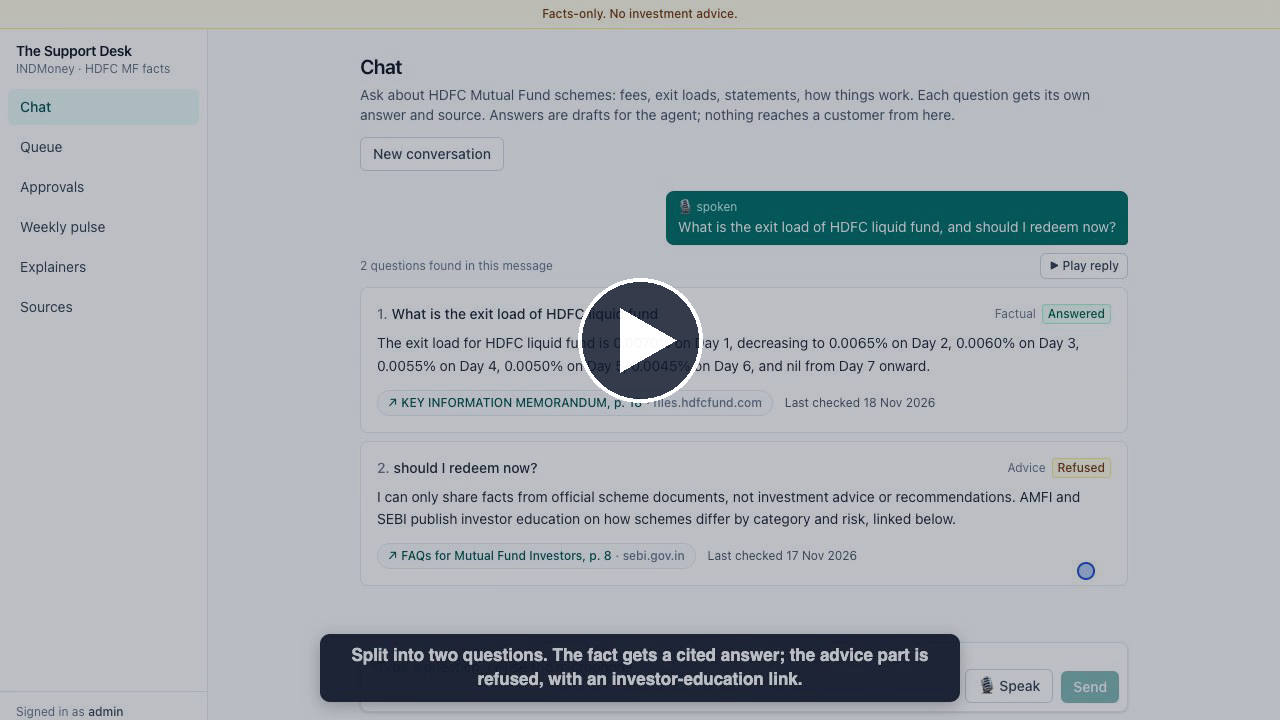 Facts-only. No investment advice.
The Support Desk
INDMoney · HDFC MF facts
Chat
Queue
Approvals
Weekly pulse
Explainers
Sources
Signed in as admin
Chat
Ask about HDFC Mutual Fund schemes: fees, exit loads, statements, how things work. Each question gets its own
answer and source. Answers are drafts for the agent; nothing reaches a customer from here.
New conversation
spoken
What is the exit load of HDFC liquid fund, and should I redeem now?
2 questions found in this message
Play reply
1. What is the exit load of HDFC liquid fund
Factual Answered
The exit load for HDFC liquid fund is 0.0070% on Day 1, decreasing to 0.0065% on Day 2, 0.0060% on Day 3,
0.0055% on Day 4, 0.0050% on Day 5, 0.0045% on Day 6, and nil from Day 7 onward.
↗ KEY INFORMATION MEMORANDUM, p. 18 · files.hdfcfund.com Last checked 18 Nov 2026
2. should I redeem now?
Advice Refused
I can only share facts from official scheme documents, not investment advice or recommendations. AMFI and
SEBI publish investor education on how schemes differ by category and risk, linked below.
↗ FAQs for Mutual Fund Investors, p. 8 · sebi.gov.in Last checked 17 Nov 2026
Split into two questions. The fact gets a cited answer; the advice part is
refused, with an investor-education link.
Speak
Send